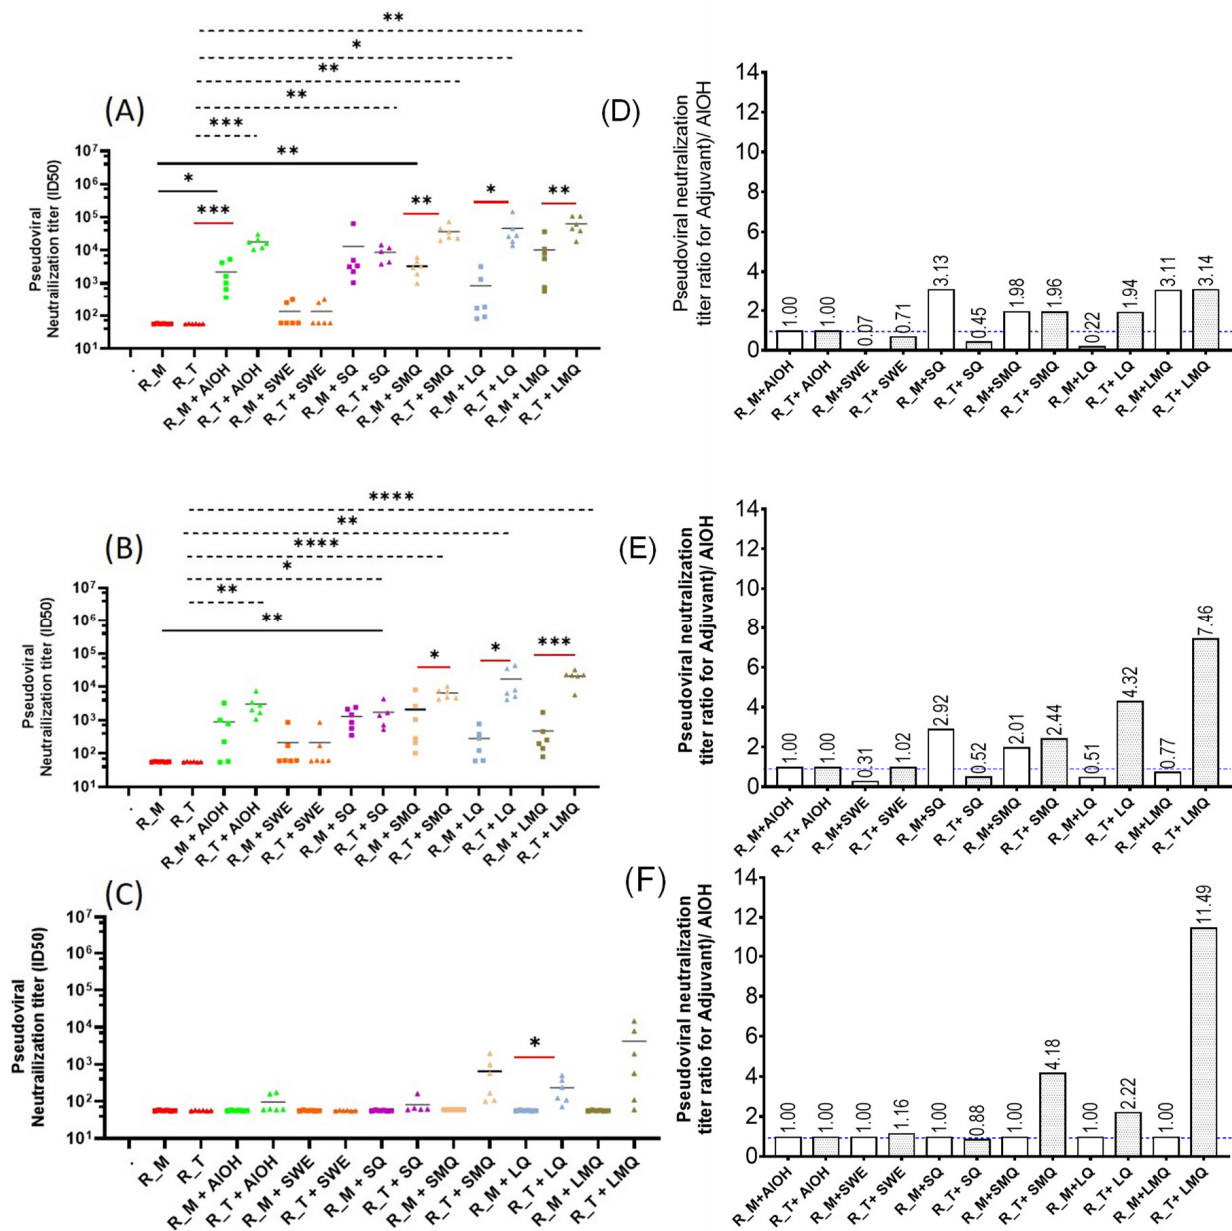 (A)
**
*
**
**
***
**
*
***
**
*
**
Pseudoviral
Neutrailization titer (ID50)
10^7
10^6
10^5
10^4
10^3
10^2
10^1
-
R_M
R_T
R_M + AlOH
R_T + AlOH
R_M + SWE
R_T + SWE
R_M + SQ
R_T + SQ
R_M + SMQ
R_T + SMQ
R_M + LQ
R_T + LQ
R_M + LMQ
R_T + LMQ
(D)
Pseudoviral neutralization
titer ratio for Adjuvant)/ AlOH
14
12
10
8
6
4
2
0
1.00
1.00
0.07
0.71
3.13
0.45
1.98
1.96
0.22
1.94
3.11
3.14
R_M+AlOH
R_T+ AlOH
R_M+SWE
R_T+ SWE
R_M+SQ
R_T+ SQ
R_M+SMQ
R_T+ SMQ
R_M+LQ
R_T+ LQ
R_M+LMQ
R_T+ LMQ
(B)
****
**
****
*
**
**
*
*
***
Pseudoviral
Neutrailization titer (ID50)
10^7
10^6
10^5
10^4
10^3
10^2
10^1
-
R_M
R_T
R_M + AlOH
R_T + AlOH
R_M + SWE
R_T + SWE
R_M + SQ
R_T + SQ
R_M + SMQ
R_T + SMQ
R_M + LQ
R_T + LQ
R_M + LMQ
R_T + LMQ
(E)
Pseudoviral neutralization
titer ratio for Adjuvant)/ AlOH
14
12
10
8
6
4
2
0
1.00
1.00
0.31
1.02
2.92
0.52
2.01
2.44
0.51
4.32
0.77
7.46
R_M+AlOH
R_T+ AlOH
R_M+SWE
R_T+ SWE
R_M+SQ
R_T+ SQ
R_M+SMQ
R_T+ SMQ
R_M+LQ
R_T+ LQ
R_M+LMQ
R_T+ LMQ
(C)
*
Pseudoviral
Neutrailization titer (ID50)
10^7
10^6
10^5
10^4
10^3
10^2
10^1
-
R_M
R_T
R_M + AlOH
R_T + AlOH
R_M + SWE
R_T + SWE
R_M + SQ
R_T + SQ
R_M + SMQ
R_T + SMQ
R_M + LQ
R_T + LQ
R_M + LMQ
R_T + LMQ
(F)
Pseudoviral neutralization
titer ratio for Adjuvant)/ AlOH
14
12
10
8
6
4
2
0
1.00
1.00
1.00
1.16
1.00
0.88
1.00
4.18
1.00
2.22
1.00
11.49
R_M+AlOH
R_T+ AlOH
R_M+SWE
R_T+ SWE
R_M+SQ
R_T+ SQ
R_M+SMQ
R_T+ SMQ
R_M+LQ
R_T+ LQ
R_M+LMQ
R_T+ LMQ